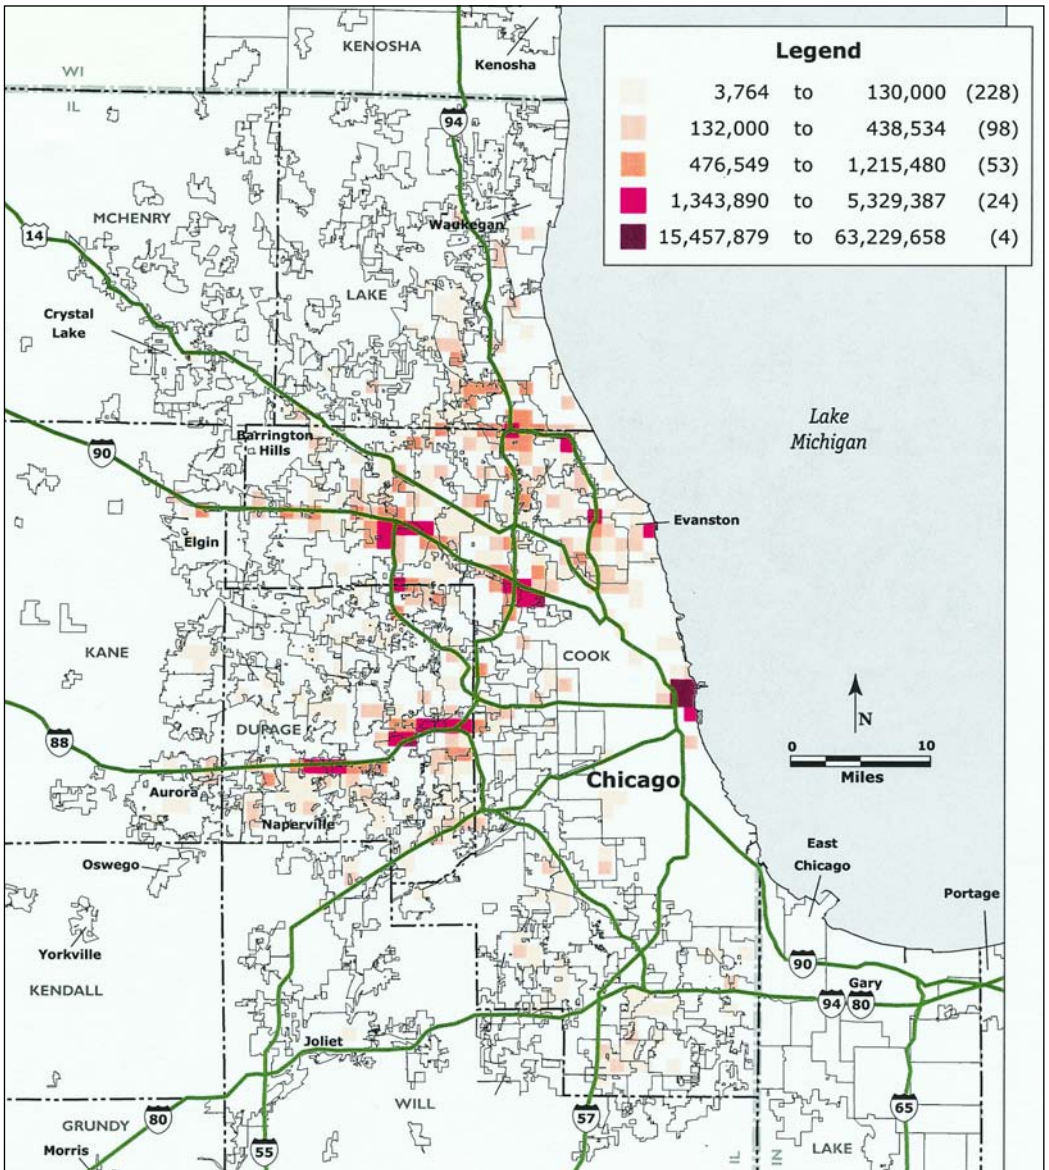 KENOSHA
Kenosha
WI
IL
94
Legend
3,764 to 130,000 (228)
132,000 to 438,534 (98)
476,549 to 1,215,480 (53)
1,343,890 to 5,329,387 (24)
15,457,879 to 63,229,658 (4)
MCHENRY
Waukegan
14
LAKE
Crystal
Lake
Lake
Michigan
Barrington
Hills
90
Evanston
Elgin
KANE
COOK
N
DUPAGE
88
0 10
Miles
Chicago
Aurora
Naperville
East
Chicago
Oswego
Portage
Yorkville
90
KENDALL
Gary
94
80
Joliet
WILL
65
80
57
GRUNDY
55
Morris
LAKE
IL
IN